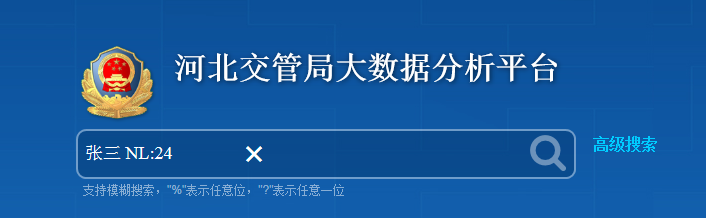 河北交管局大数据分析平台
张三 NL:24
高级搜索
支持模糊搜索，"%"表示任意位，"?"表示任意一位